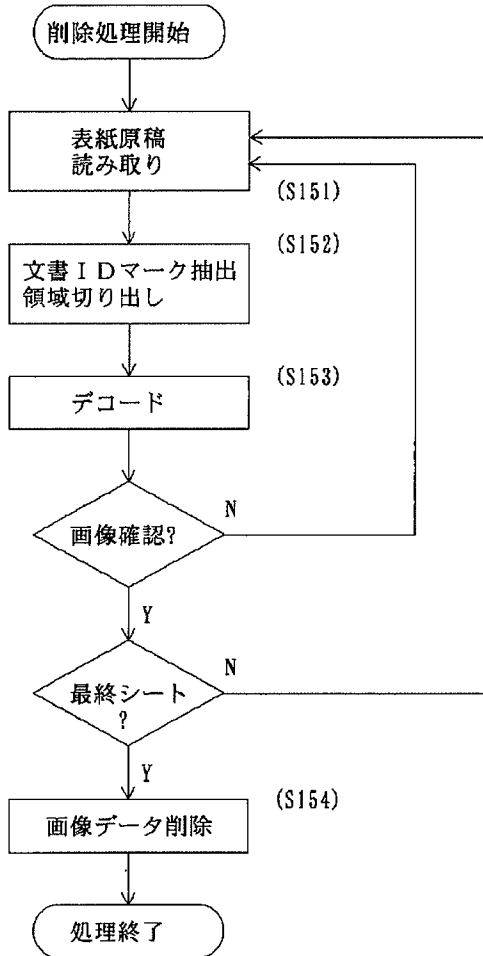 削除処理開始
表紙原稿
読み取り
(S151)
(S152)
文書ＩＤマーク抽出
領域切り出し
(S153)
デコード
画像確認?
N
Y
最終シート
?
N
Y
(S154)
画像データ削除
処理終了